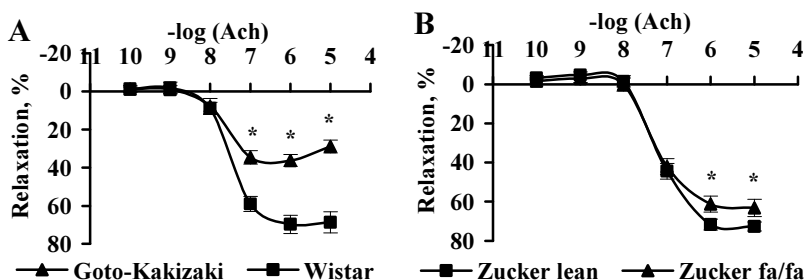 A
-log (Ach)
11 10 9 8 7 6 5 4
-20
0
20
40
60
80
Relaxation, %
* * *
Goto-Kakizaki Wistar
B
-log (Ach)
11 10 9 8 7 6 5 4
-20
0
20
40
60
80
Relaxation, %
* *
Zucker lean Zucker fa/fa